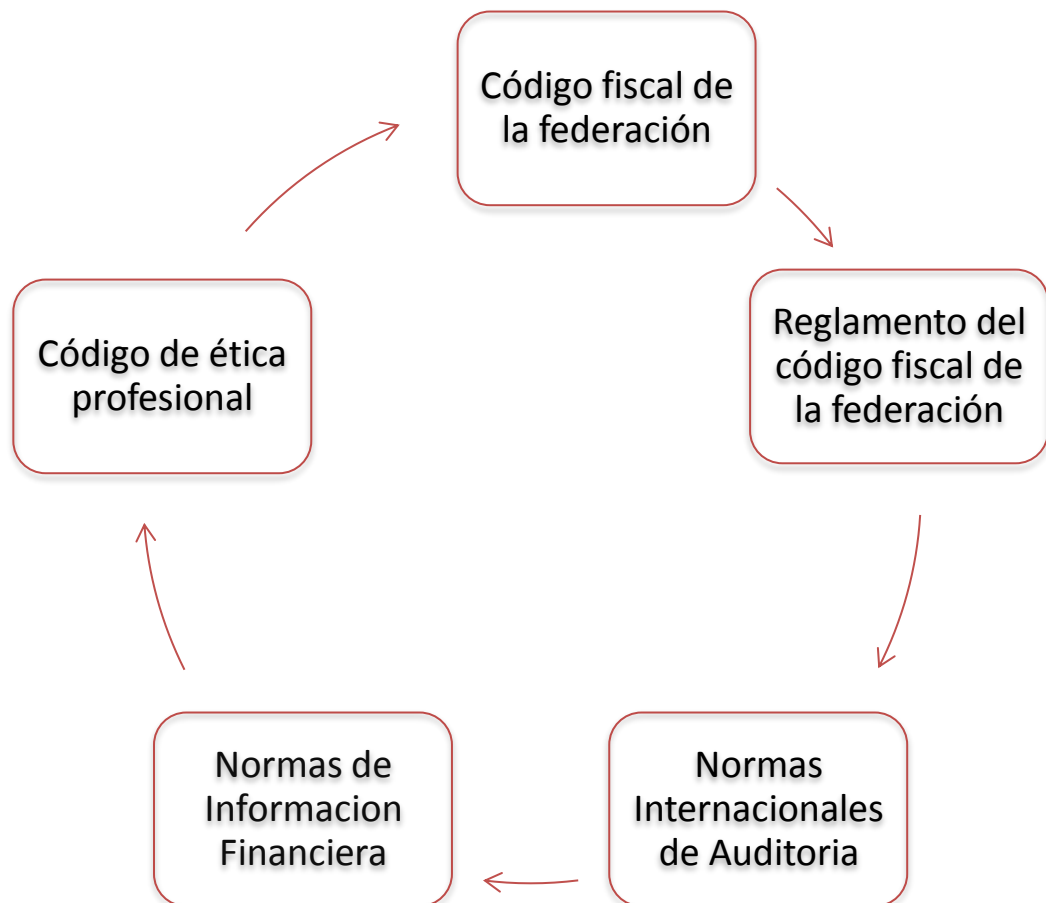 Código fiscal de
la federación
Reglamento del
código fiscal de
la federación
Normas
Internacionales
de Auditoria
Normas de
Informacion
Financiera
Código de ética
profesional